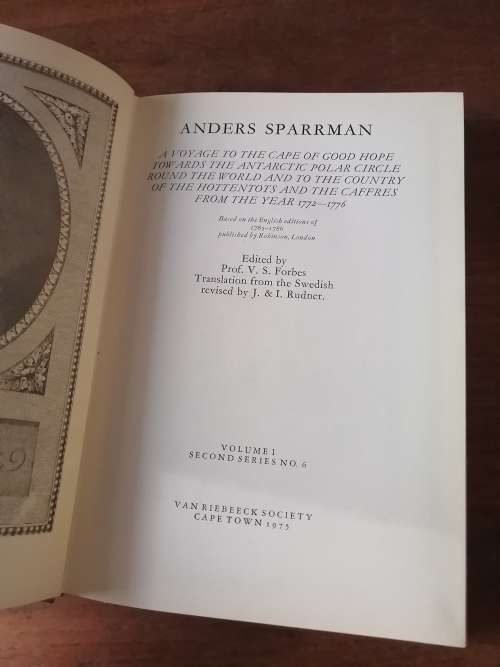 ANDERS SPARRMAN
A VOYAGE TO THE CAPE OF GOOD HOPE
TOWARDS THE ANTARCTIC POLAR CIRCLE
ROUND THE WORLD AND TO THE COUNTRY
OF THE HOTTENTOTS AND THE CAFFRES
FROM THE YEAR 1772—1776
Based on the English editions of
1785–1786
published by Robinson, London
Edited by
Prof. V. S. Forbes
Translation from the Swedish
revised by J. & I. Rudner.
VOLUME I
SECOND SERIES NO. 6
VAN RIEBEECK SOCIETY
CAPE TOWN 1975